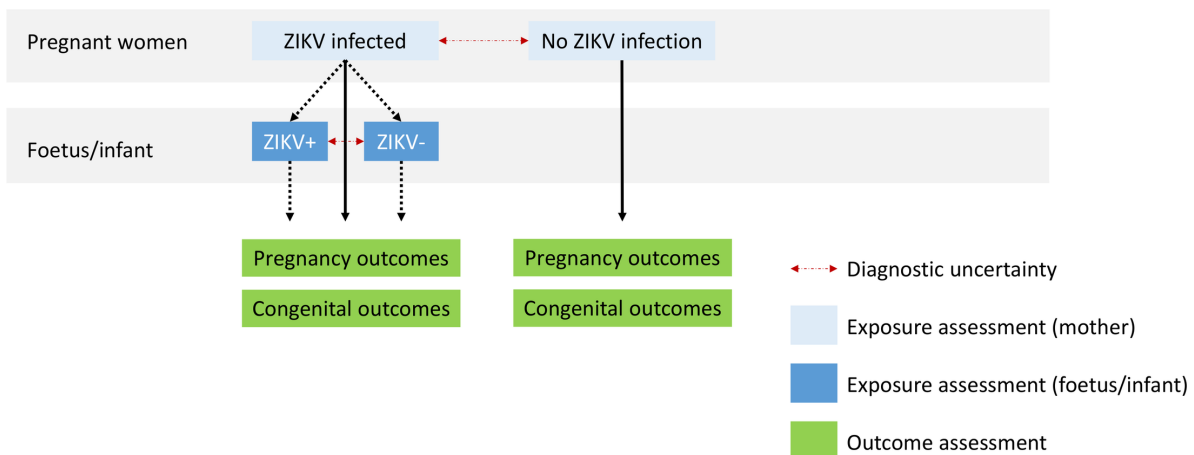 Pregnant women
ZIKV infected
No ZIKV infection
Foetus/infant
ZIKV+
ZIKV-
Pregnancy outcomes
Pregnancy outcomes
Congenital outcomes
Congenital outcomes
Diagnostic uncertainty
Exposure assessment (mother)
Exposure assessment (foetus/infant)
Outcome assessment